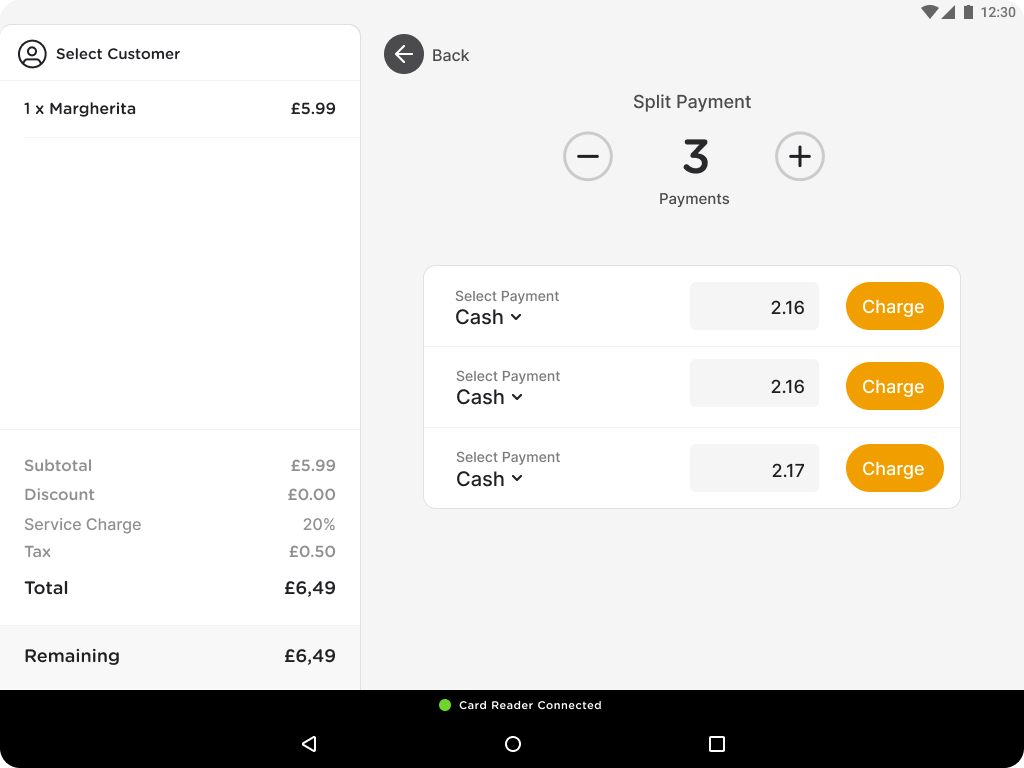 12:30
Select Customer
1 x Margherita £5.99
Subtotal £5.99
Discount £0.00
Service Charge 20%
Tax £0.50
Total £6,49
Remaining £6,49
Back
Split Payment
3
Payments
Select Payment
Cash 2.16 Charge
Select Payment
Cash 2.16 Charge
Select Payment
Cash 2.17 Charge
Card Reader Connected